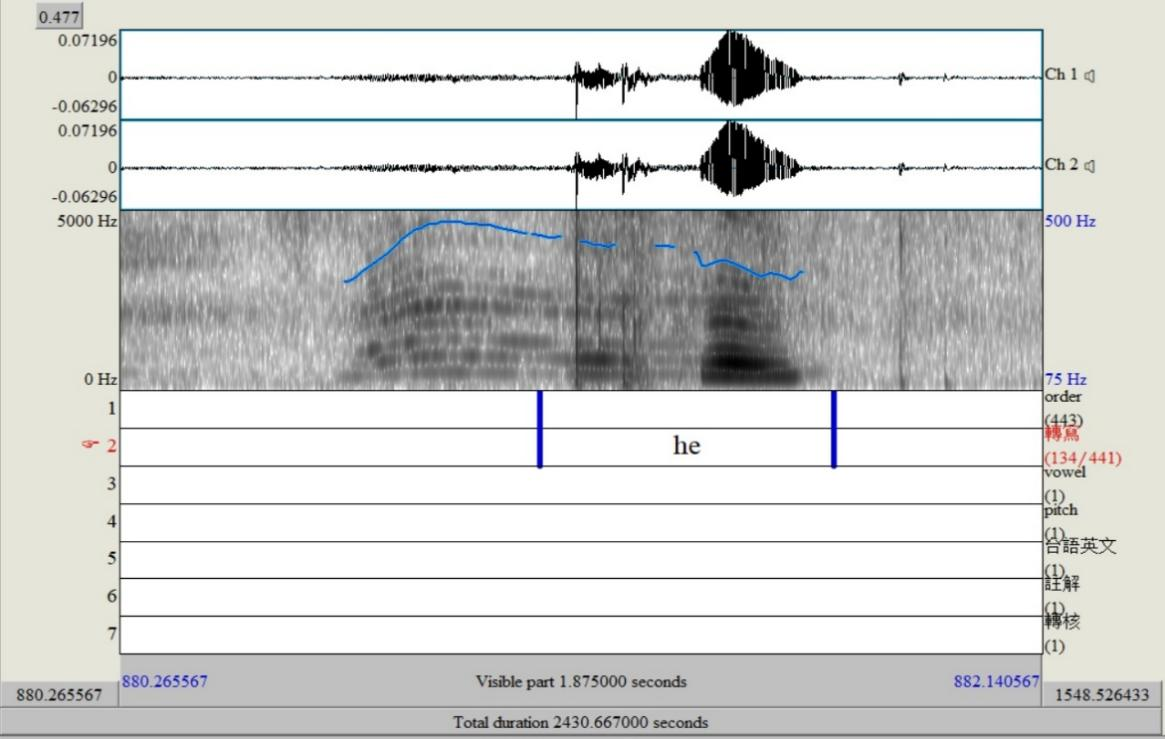 0.477
0.07196
0
-0.06296
Ch 1
0.07196
0
-0.06296
Ch 2
5000 Hz
500 Hz
0 Hz
75 Hz
1
order
(443)
2
he
轉寫
(134/441)
3
vowel
(1)
4
pitch
(1)
5
台語英文
(1)
6
註解
(1)
7
轉核
(1)
880.265567
Visible part 1.875000 seconds
882.140567
880.265567
1548.526433
Total duration 2430.667000 seconds